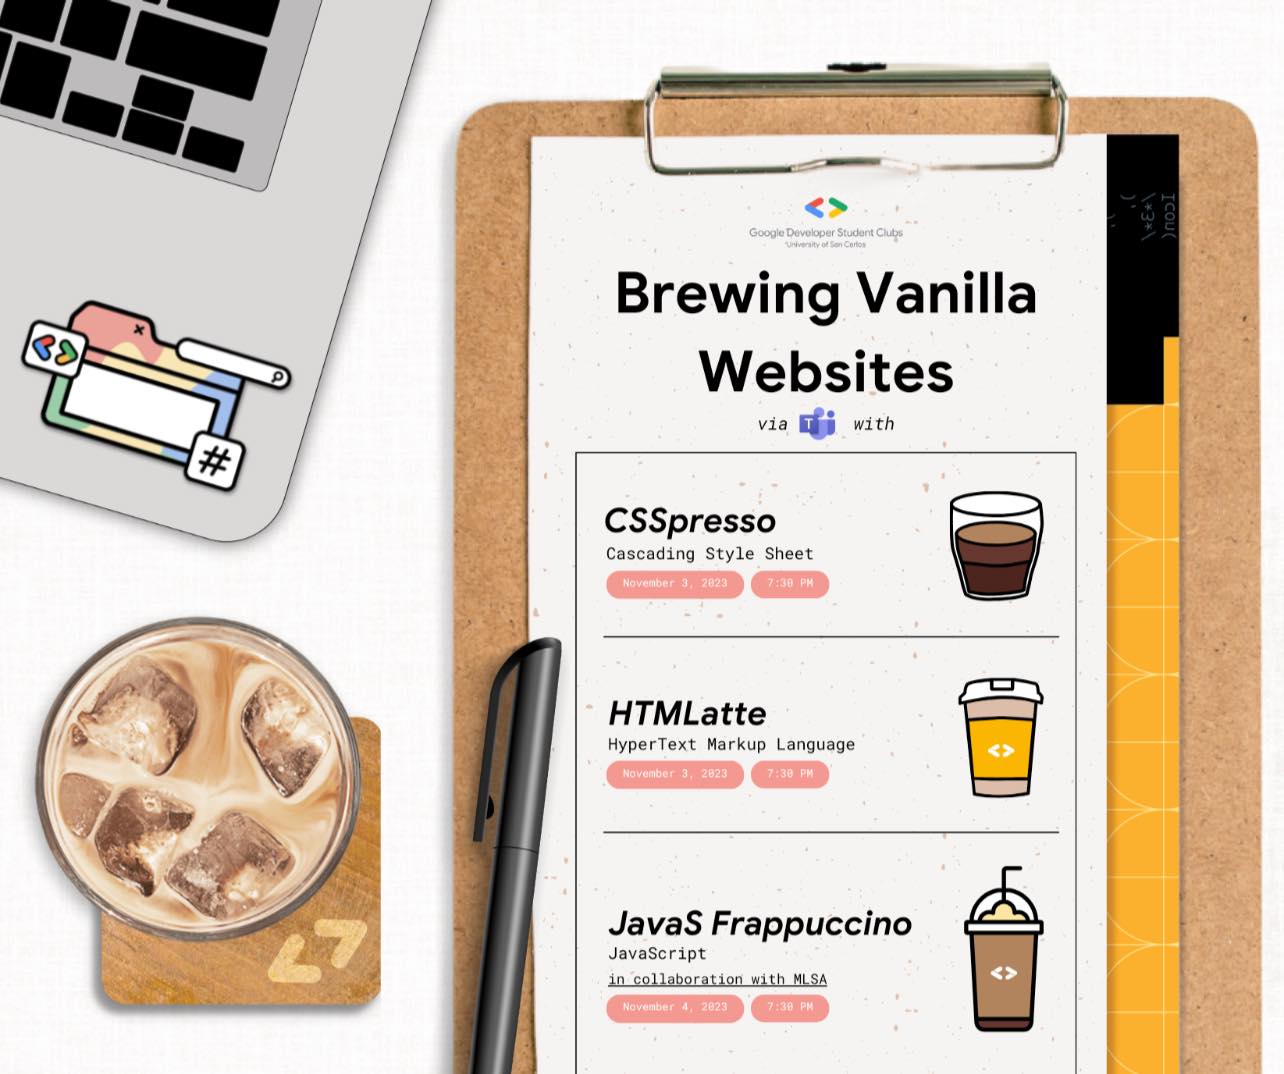 Google Developer Student Clubs
University of San Carlos
Brewing Vanilla
Websites
via T with
CSSpresso
Cascading Style Sheet
November 3, 2023 7:30 PM
HTMLatte
HyperText Markup Language
November 3, 2023 7:30 PM
JavaS Frappuccino
JavaScript
in collaboration with MLSA
November 4, 2023 7:30 PM
#